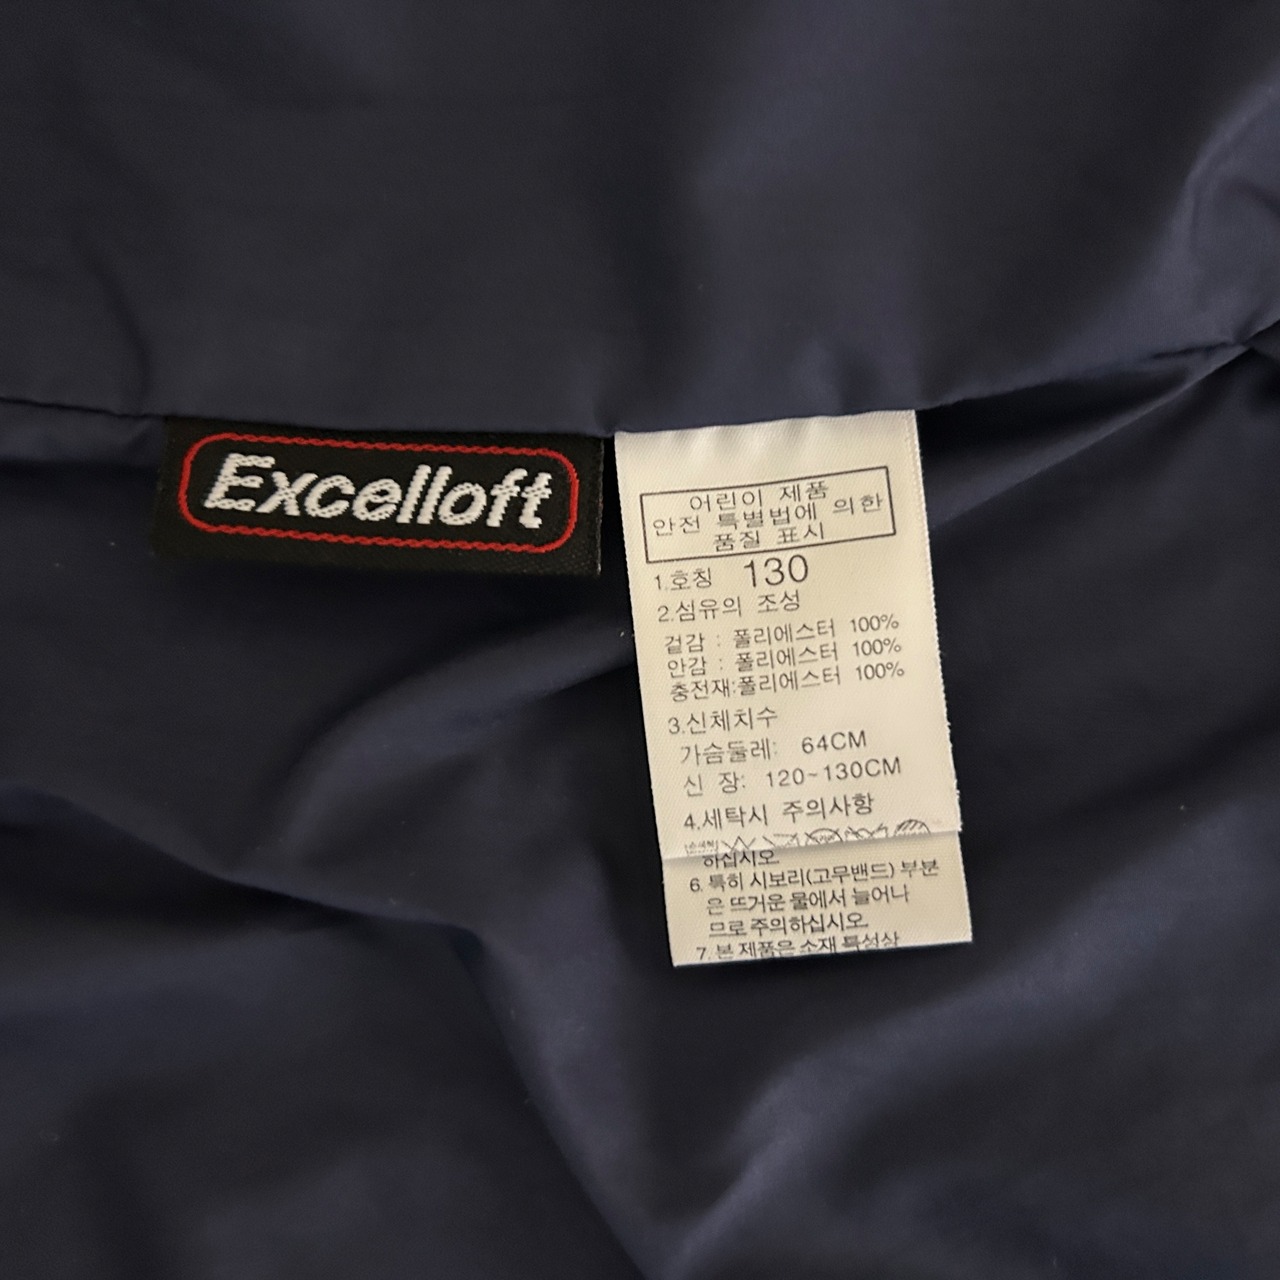 Excelloft
어린이 제품
안전 특별법에 의한
품질 표시
1.호칭 130
2.섬유의 조성
겉감 : 폴리에스터 100%
안감 : 폴리에스터 100%
충전재:폴리에스터 100%
3.신체치수
가슴둘레: 64CM
신 장: 120~130CM
4.세탁시 주의사항
하십시오
6. 특히 시보리(고무밴드) 부분
은 뜨거운 물에서 늘어나
므로 주의하십시오.
7. 본 제품은 소재 특성상